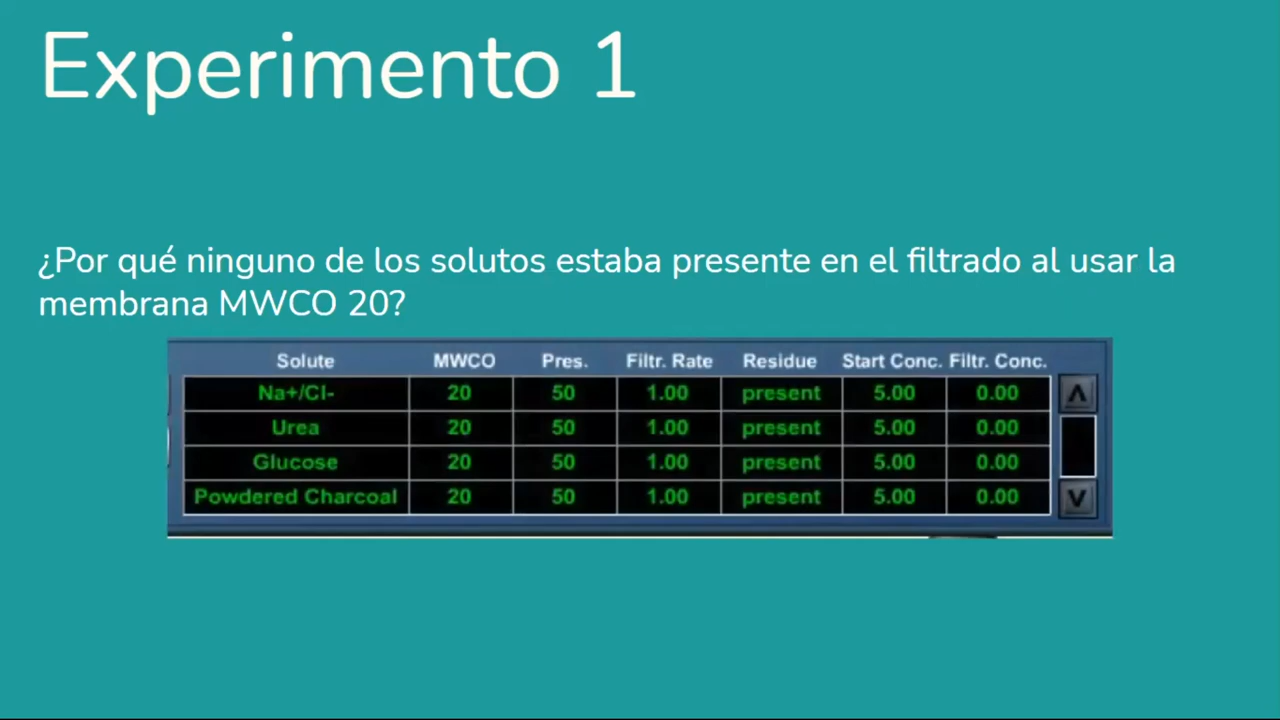 Experimento 1
¿Por qué ninguno de los solutos estaba presente en el filtrado al usar la
membrana MWCO 20?
Solute MWCO Pres. Filtr. Rate Residue Start Conc. Filtr. Conc.
Na+/Cl- 20 50 1.00 present 5.00 0.00
Urea 20 50 1.00 present 5.00 0.00
Glucose 20 50 1.00 present 5.00 0.00
Powdered Charcoal 20 50 1.00 present 5.00 0.00